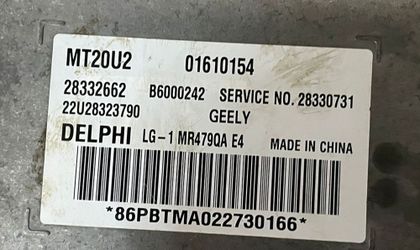 MT20U2 01610154
28332662 B6000242 SERVICE NO. 28330731
22U28323790 GEELY
DELPHI LG-1 MR479QA E4 MADE IN CHINA
*86PBTMA022730166*